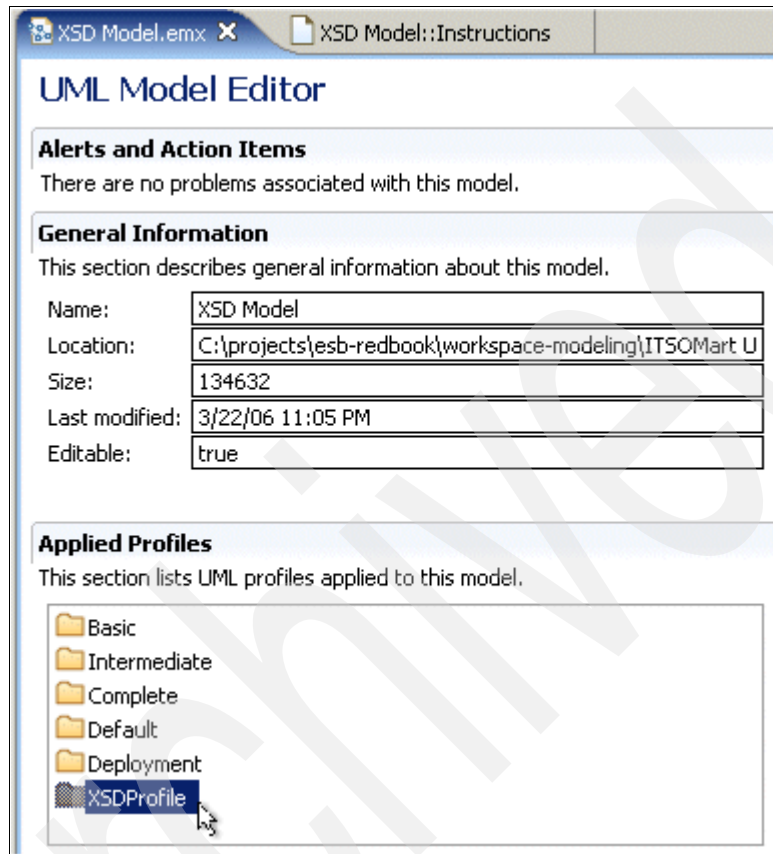 XSD Model.emx
XSD Model::Instructions
UML Model Editor
Alerts and Action Items
There are no problems associated with this model.
General Information
This section describes general information about this model.
Name: XSD Model
Location: C:\projects\esb-redbook\workspace-modeling\ITSOMart U
Size: 134632
Last modified: 3/22/06 11:05 PM
Editable: true
Applied Profiles
This section lists UML profiles applied to this model.
Basic
Intermediate
Complete
Default
Deployment
XSDProfile